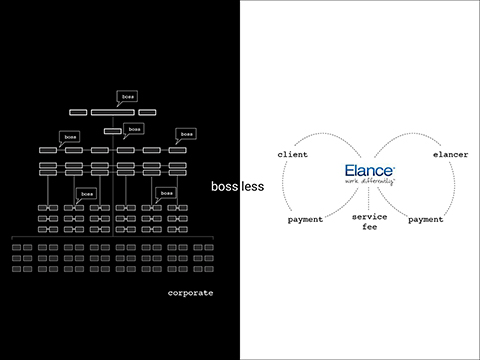 boss
boss
boss
boss
boss
boss
corporate
boss less
client
elancer
Elance
work differently
payment
service
fee
payment